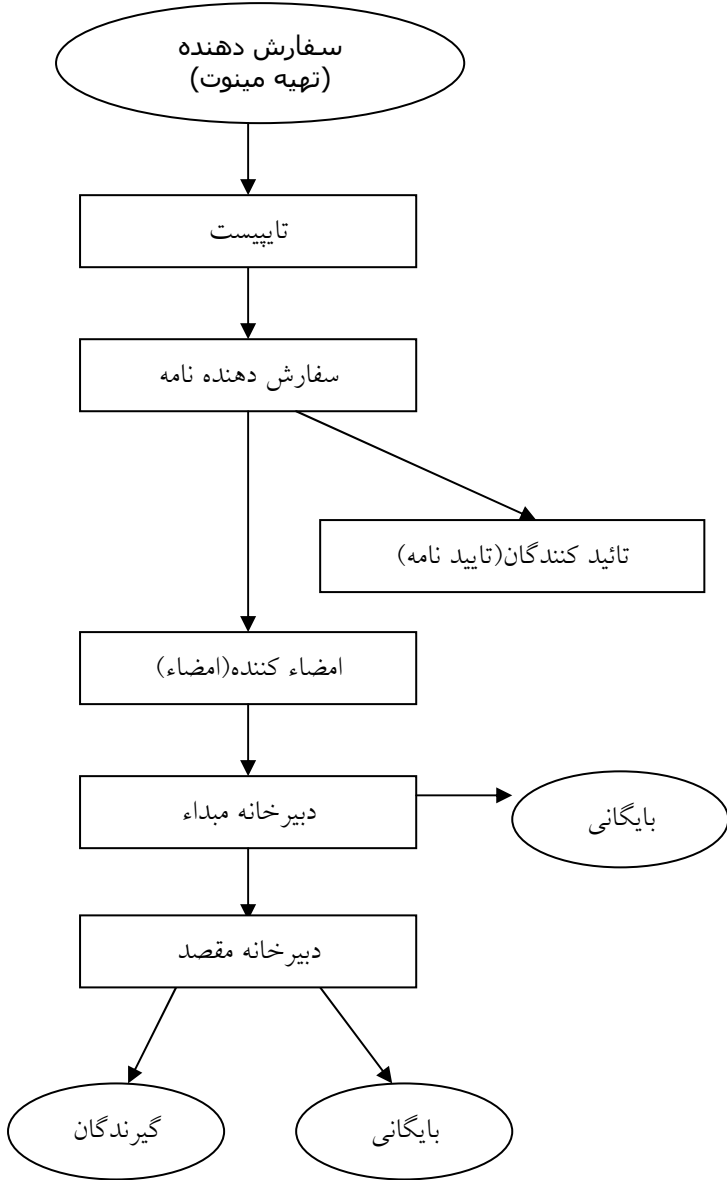 سفارش دهنده
(تهیه مینوت)
تایپیست
سفارش دهنده نامه
تائید کنندگان(تایید نامه)
امضاء کننده(امضاء)
دبیرخانه مبداء
بایگانی
دبیرخانه مقصد
گیرندگان
بایگانی